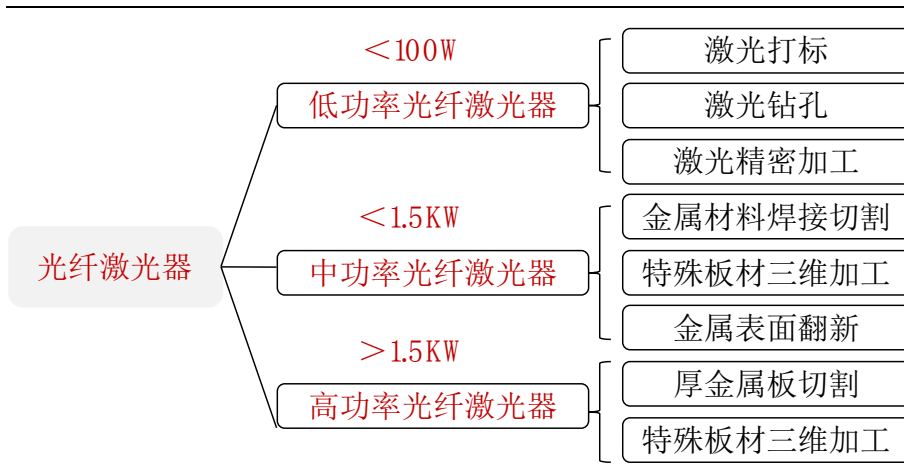 <100W
低功率光纤激光器
激光打标
激光钻孔
激光精密加工
光纤激光器
<1.5KW
中功率光纤激光器
金属材料焊接切割
特殊板材三维加工
金属表面翻新
>1.5KW
高功率光纤激光器
厚金属板切割
特殊板材三维加工